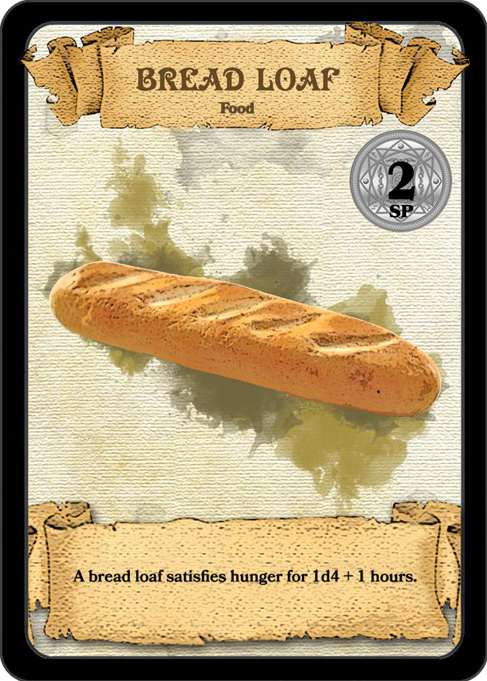 BREAD LOAF
Food
2
SP
A bread loaf satisfies hunger for 1d4 + 1 hours.